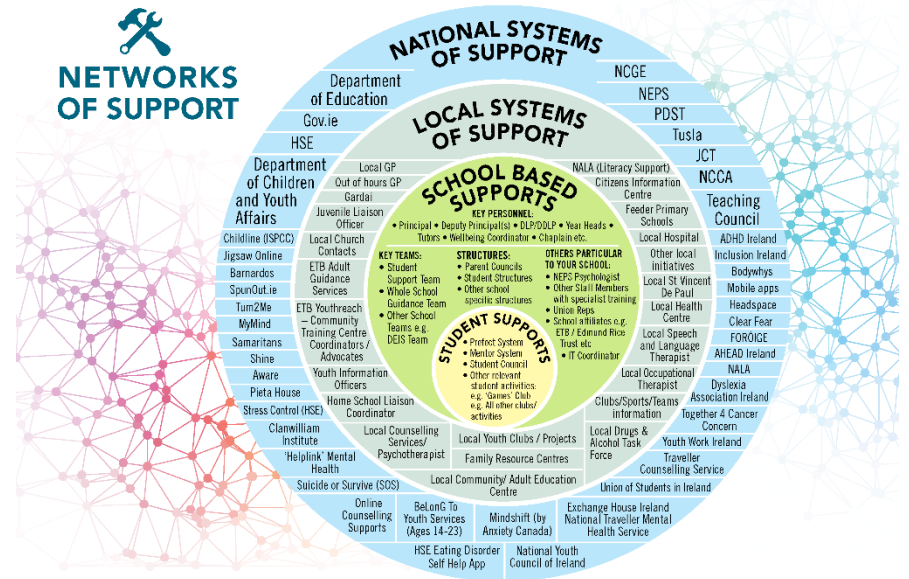 NETWORKS
OF SUPPORT
NATIONAL SYSTEMS
OF SUPPORT
Department
of Education
Gov.ie
HSE
Department
of Children
and Youth
Affairs
Childline (ISPCC)
Jigsaw Online
Barnardos
SpunOut.ie
Turn2Me
MyMind
Samaritans
Shine
Aware
Pieta House
Stress Control (HSE)
Clanwilliam
Institute
'Helplink' Mental
Health
Suicide or Survive (SOS)
Online
Counselling
Supports
BeLonG To
Youth Services
(Ages 14-23)
Mindshift (by
Anxiety Canada)
Exchange House Ireland
National Traveller Mental
Health Service
HSE Eating Disorder
Self Help App
National Youth
Council of Ireland
NCGE
NEPS
PDST
Tusla
JCT
NCCA
Teaching
Council
ADHD Ireland
Inclusion Ireland
Bodywhys
Mobile apps
Headspace
Clear Fear
FOROIGE
AHEAD Ireland
NALA
Dyslexia
Association Ireland
Together 4 Cancer
Concern
Youth Work Ireland
Traveller
Counselling Service
Union of Students in Ireland
LOCAL SYSTEMS
OF SUPPORT
Local GP
Out of hours GP
Gardai
Juvenile Liaison
Officer
Local Church
Contacts
ETB Adult
Guidance
Services
ETB Youthreach
– Community
Training Centre
Coordinators /
Advocates
Youth Information
Officers
Home School Liaison
Coordinator
Local Counselling
Services/
Psychotherapist
Local Youth Clubs / Projects
Family Resource Centres
Local Community/ Adult Education
Centre
NALA (Literacy Support)
Citizens Information
Centre
Feeder Primary
Schools
Local Hospital
Other local
initiatives
Local St Vincent
De Paul
Local Health
Centre
Local Speech
and Language
Therapist
Local Occupational
Therapist
Clubs/Sports/Teams
information
Local Drugs &
Alcohol Task
Force
SCHOOL BASED
SUPPORTS
KEY PERSONNEL:
• Principal • Deputy Principal(s) • DLP/DDLP • Year Heads •
Tutors • Wellbeing Coordinator • Chaplain etc.
KEY TEAMS:
• Student
Support Team
• Whole School
Guidance Team
• Other School
Teams e.g.
DEIS Team
STRUCTURES:
• Parent Councils
• Student Structures
• Other school
specific structures
OTHERS PARTICULAR
TO YOUR SCHOOL:
• NEPS Psychologist
• Other Staff Members
with specialist training
• Union Reps
• School affiliates e.g.
ETB / Edmund Rice
Trust etc
• IT Coordinator
STUDENT SUPPORTS
• Prefect System
• Mentor System
• Student Council
• Other relevant
student activities:
e.g. 'Games' Club
e.g. All other clubs/
activities